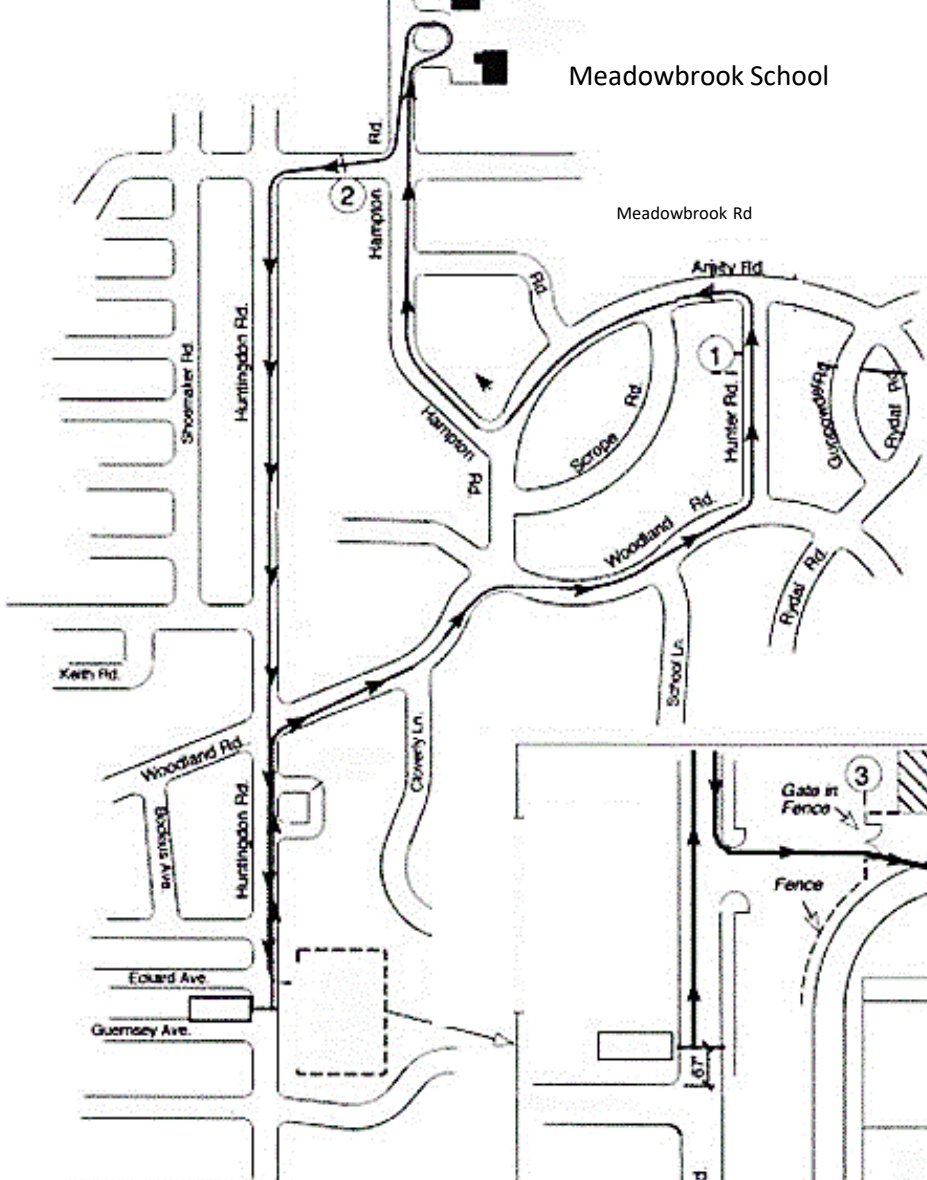 Meadowbrook School
Rd.
2
Hampton
Meadowbrook Rd
Amity Rd.
Rd.
1
Huntingdon Rd.
Shoemaker Rd.
Hampton
Rd.
Scrope
Rd.
Hunter Rd.
Rydal Rd.
Woodland Rd.
Rydal Rd.
School Ln.
Keith Rd.
Woodland Rd.
Cloverly Ln.
Huntingdon Rd.
3
Gate in
Fence
Fence
Eckard Ave.
Guernsey Ave.
67'